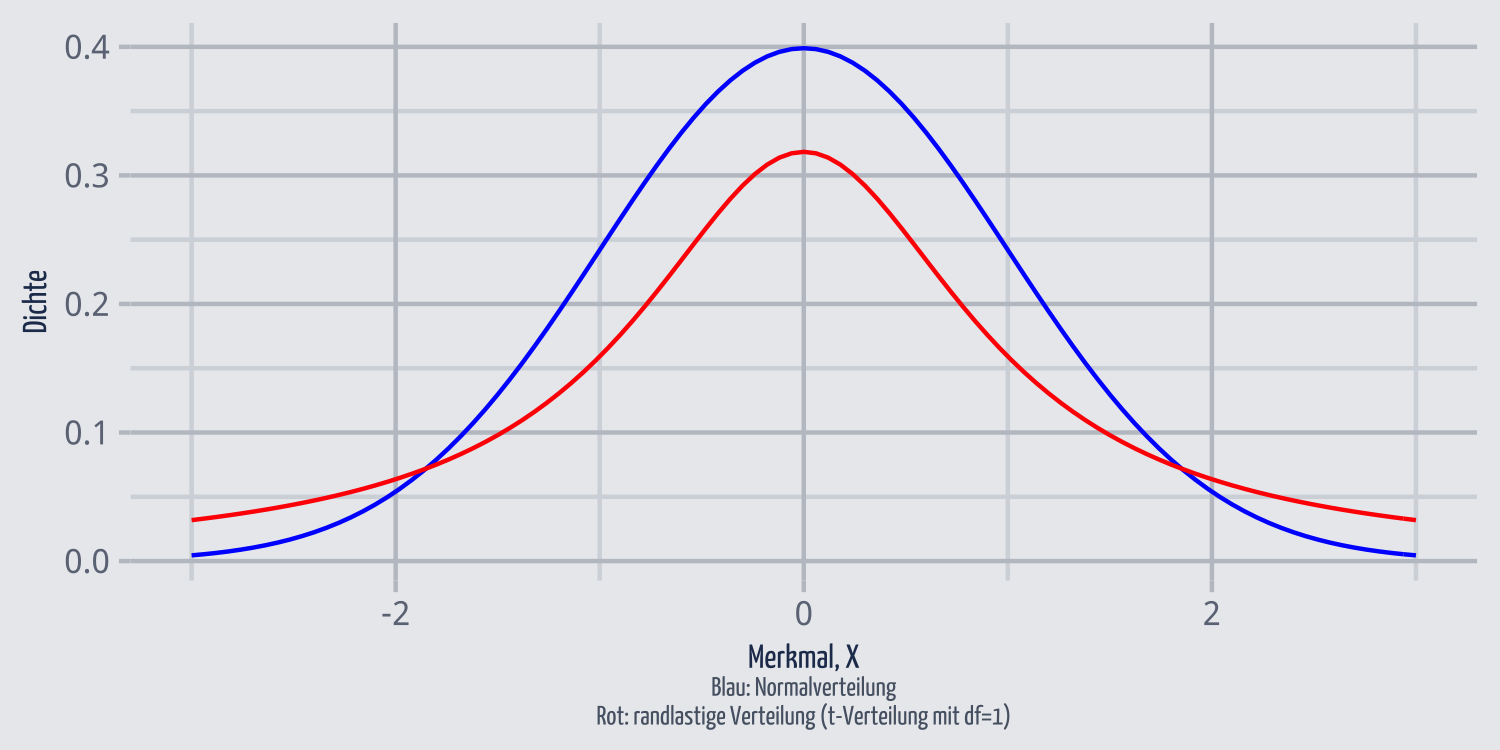 0.4
0.3
0.2
0.1
0.0
Dichte
-2 0 2
Merkmal, X
Blau: Normalverteilung
Rot: randlastige Verteilung (t-Verteilung mit df=1)